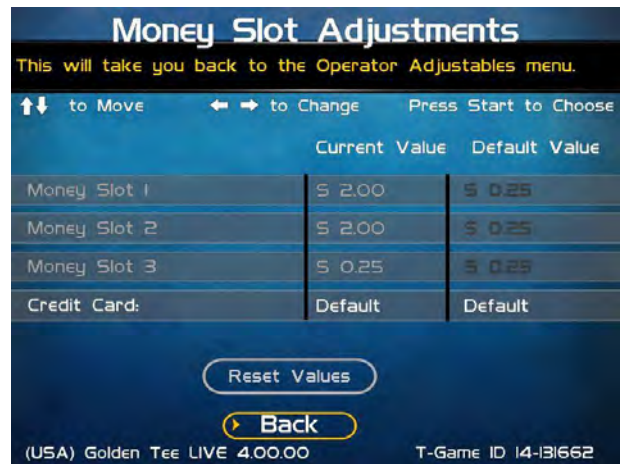 Money Slot Adjustments
This will take you back to the Operator Adjustables menu.
to Move to Change Press Start to Choose
Current Value Default Value
Money Slot 1 $ 2.00 $ 0.25
Money Slot 2 $ 2.00 $ 0.25
Money Slot 3 $ 0.25 $ 0.25
Credit Card: Default Default
Reset Values
Back
(USA) Golden Tee LIVE 4.00.00 T-Game ID 14-131662